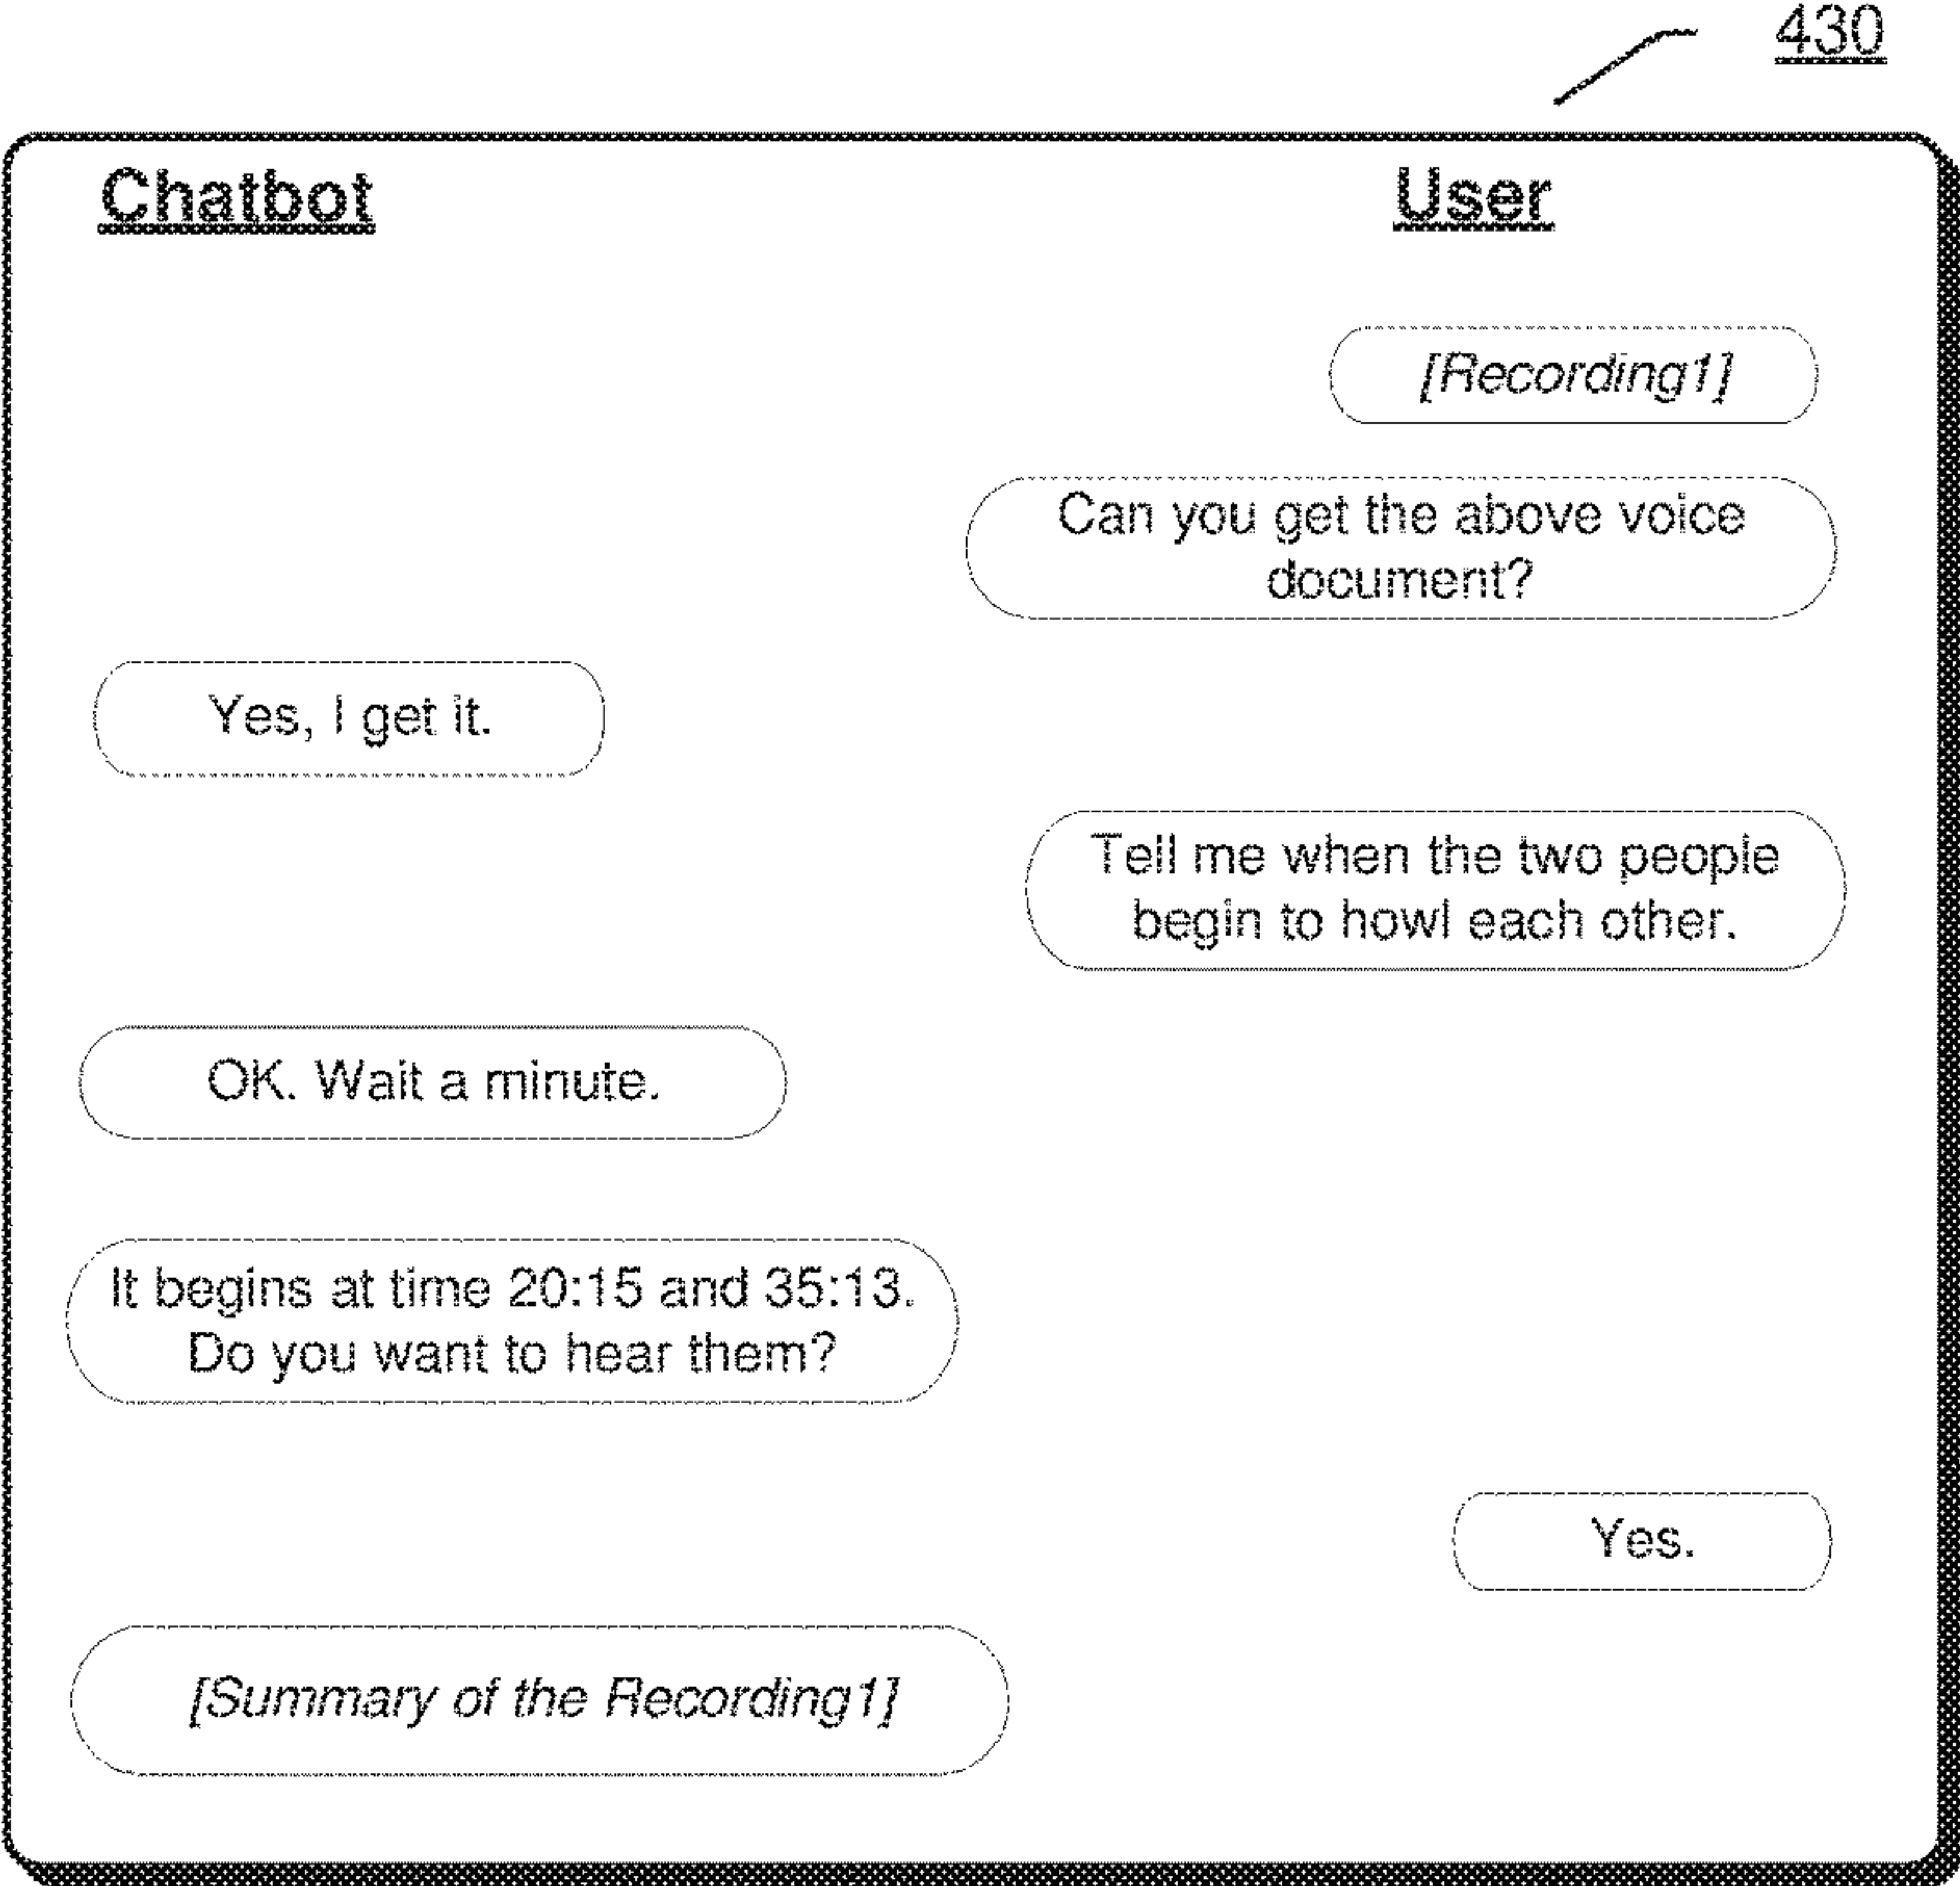 430
Chatbot
User
[Recording1]
Can you get the above voice
document?
Yes, I get it.
Tell me when the two people
begin to howl each other.
OK. Wait a minute.
It begins at time 20:15 and 35:13.
Do you want to hear them?
Yes.
[Summary of the Recording1]